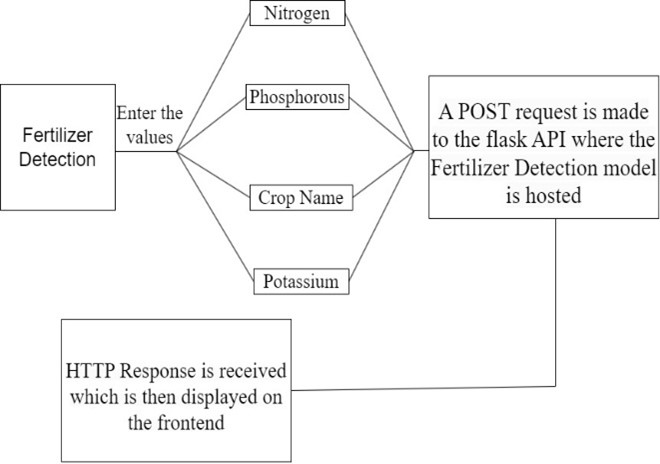 Fertilizer
Detection
Enter the
values
Nitrogen
Phosphorous
Crop Name
Potassium
A POST request is made
to the flask API where the
Fertilizer Detection model
is hosted
HTTP Response is received
which is then displayed on
the frontend